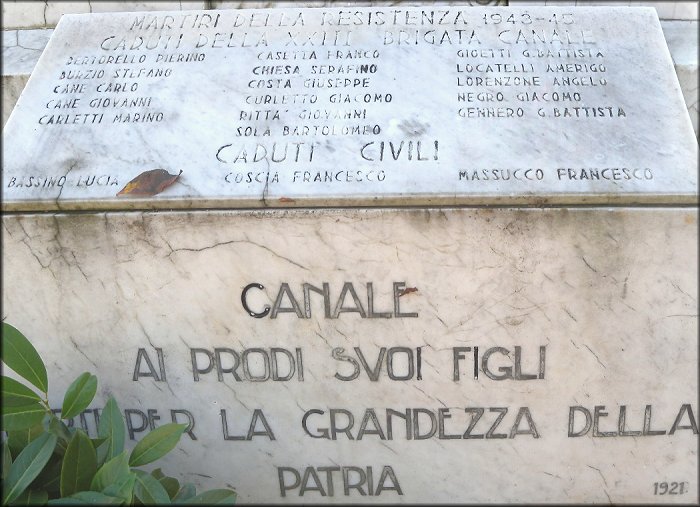 MARTIRI DELLA RESISTENZA 1943-45
CADUTI DELLA XXIII BRIGATA CANALE
BERTORELLO PIERINO CASETTA FRANCO GIOETTI G.BATTISTA
BURZIO STEFANO CHIESA SERAFINO LOCATELLI AMERIGO
CANE CARLO COSTA GIUSEPPE LORENZONE ANGELO
CANE GIOVANNI CURLETTO GIACOMO NEGRO GIACOMO
CARLETTI MARINO RITTA' GIOVANNI GENNERO G.BATTISTA
SOLA BARTOLOMEO
CADUTI CIVILI
BASSINO LUCIA COSCIA FRANCESCO MASSUCCO FRANCESCO
CANALE
AI PRODI SVOI FIGLI
PER LA GRANDEZZA DELLA
PATRIA
1921.